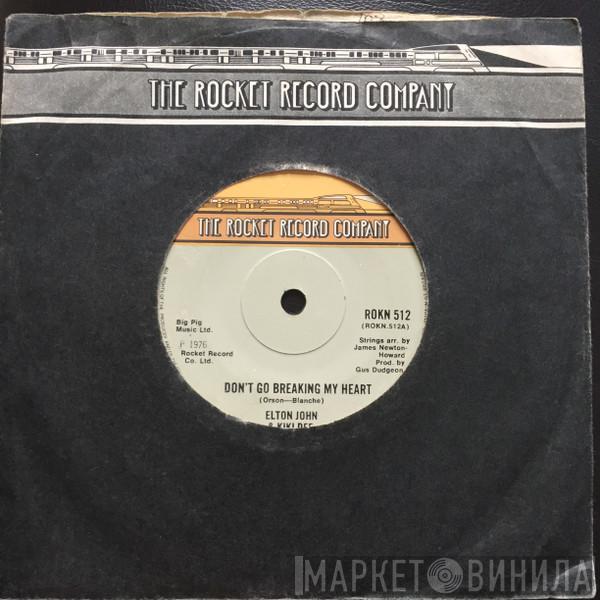 THE ROCKET RECORD COMPANY
THE ROCKET RECORD COMPANY
Big Pig
Music Ltd.
℗ 1976
Rocket Record
Co. Ltd.
ROKN 512
(ROKN.512A)
Strings arr. by
James Newton-
Howard
Prod. by
Gus Dudgeon
DON'T GO BREAKING MY HEART
(Orson—Blanche)
ELTON JOHN
& KIKI DEE
МАРКЕТ ВИНИЛА